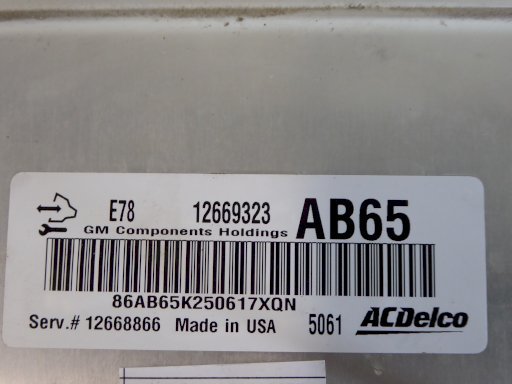 E78 12669323 AB65
GM Components Holdings
86AB65K250617XQN
Serv.# 12668866 Made in USA 5061 ACDelco